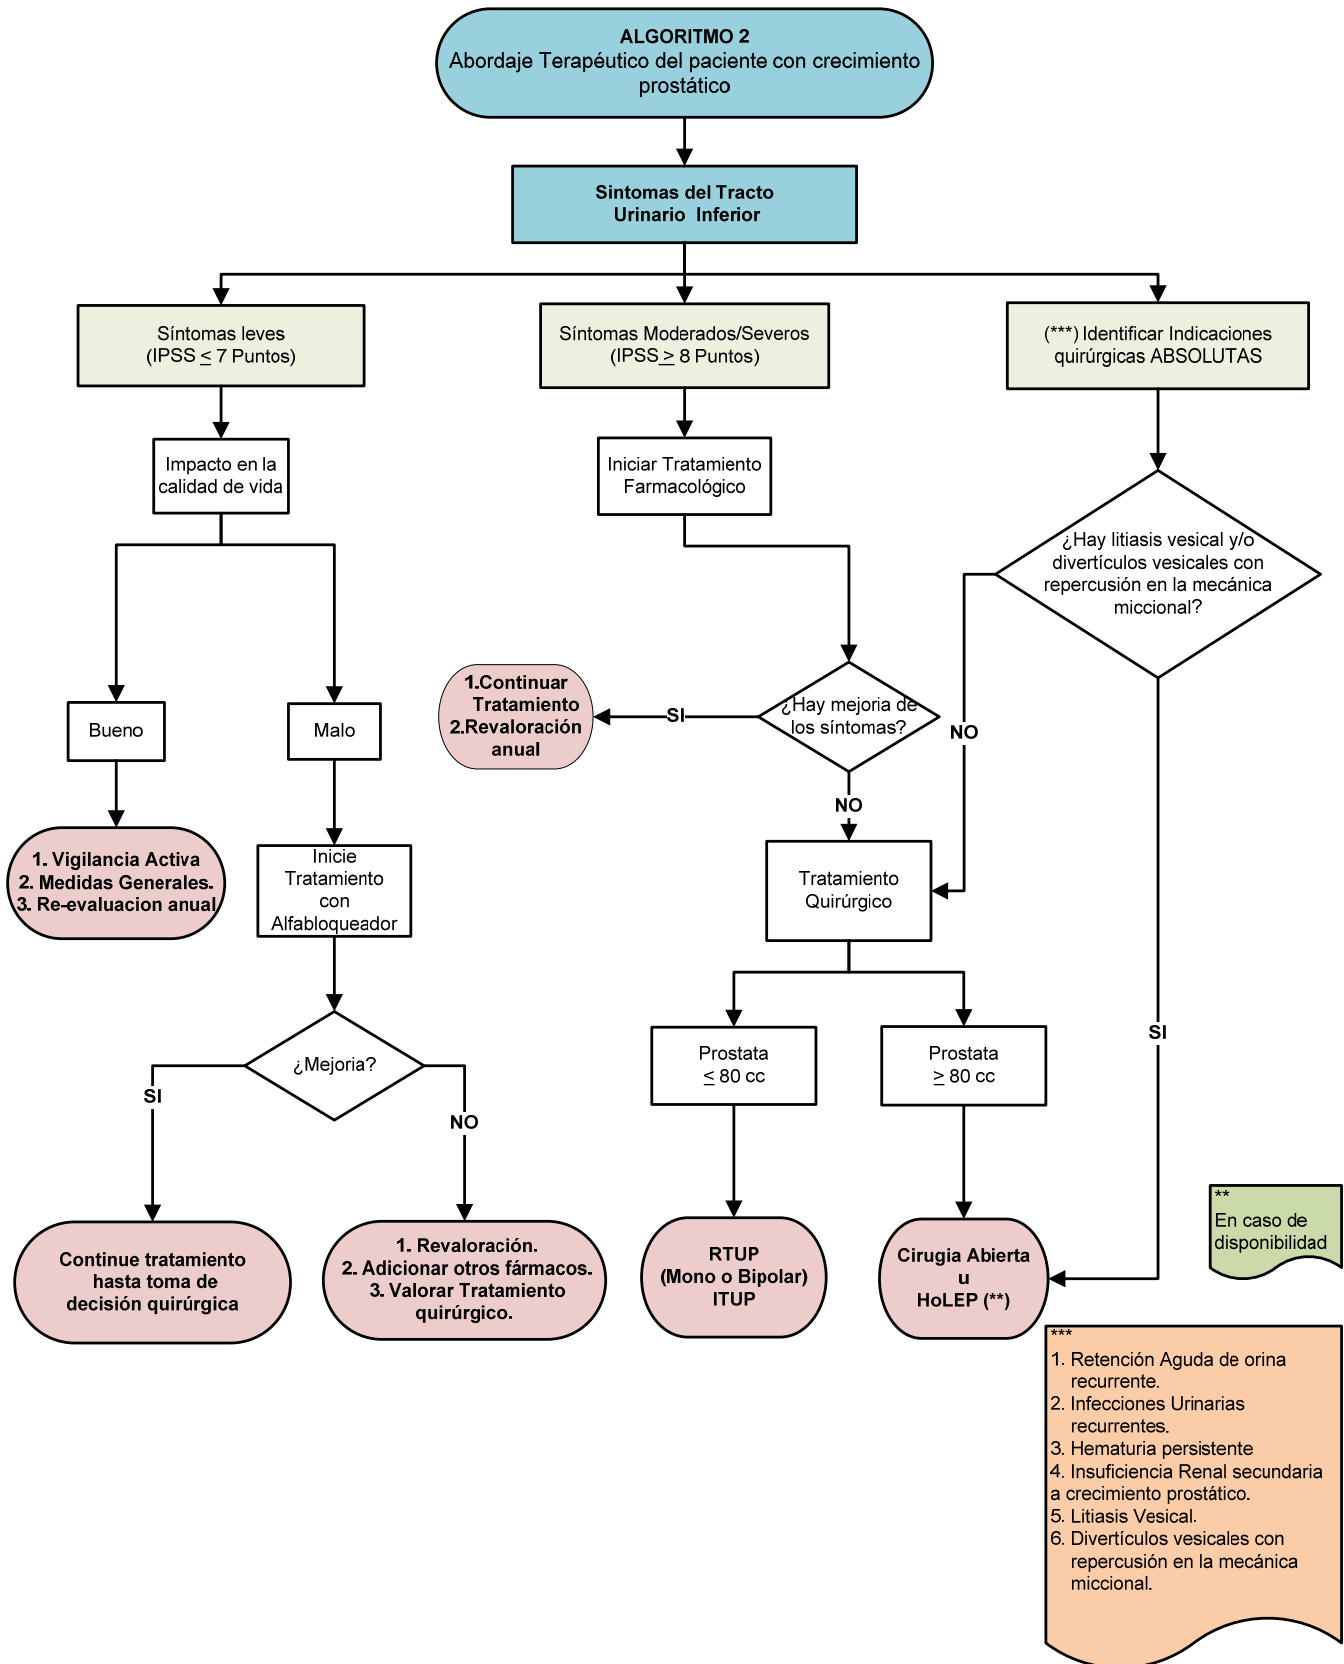 ALGORITMO 2
Abordaje Terapéutico del paciente con crecimiento
prostático
Sintomas del Tracto
Urinario Inferior
Síntomas leves
(IPSS ≤ 7 Puntos)
Síntomas Moderados/Severos
(IPSS ≥ 8 Puntos)
(***) Identificar Indicaciones
quirúrgicas ABSOLUTAS
Impacto en la
calidad de vida
Iniciar Tratamiento
Farmacológico
¿Hay litiasis vesical y/o
divertículos vesicales con
repercusión en la mecánica
miccional?
Bueno
Malo
1.Continuar
Tratamiento
2.Revaloración
anual
SI
¿Hay mejoria de
los síntomas?
NO
NO
1. Vigilancia Activa
2. Medidas Generales.
3. Re-evaluacion anual
Inicie
Tratamiento
con
Alfabloqueador
Tratamiento
Quirúrgico
¿Mejoria?
SI
NO
Prostata
≤ 80 cc
Prostata
≥ 80 cc
SI
Continue tratamiento
hasta toma de
decisión quirúrgica
1. Revaloración.
2. Adicionar otros fármacos.
3. Valorar Tratamiento
quirúrgico.
RTUP
(Mono o Bipolar)
ITUP
Cirugia Abierta
u
HoLEP (**)
**
En caso de
disponibilidad
***
1. Retención Aguda de orina
recurrente.
2. Infecciones Urinarias
recurrentes.
3. Hematuria persistente
4. Insuficiencia Renal secundaria
a crecimiento prostático.
5. Litiasis Vesical.
6. Divertículos vesicales con
repercusión en la mecánica
miccional.